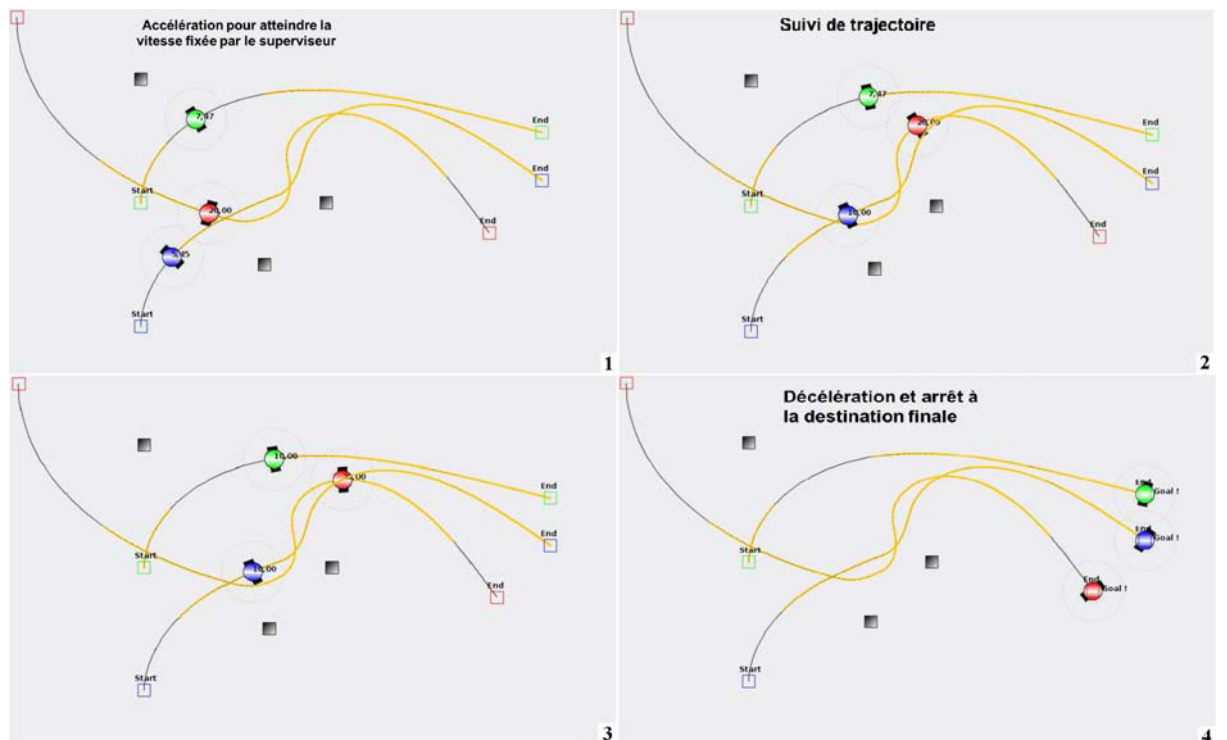 Accélération pour atteindre la
vitesse fixée par le superviseur
7,47
End
End
Start
20,00
End
Start
1
Suivi de trajectoire
7,47
End
End
Start
10,00
End
Start
2
10,00
End
End
Start
10,00
End
Start
3
Décélération et arrêt à
la destination finale
Goal !
Goal !
Start
End
Goal !
Start
4